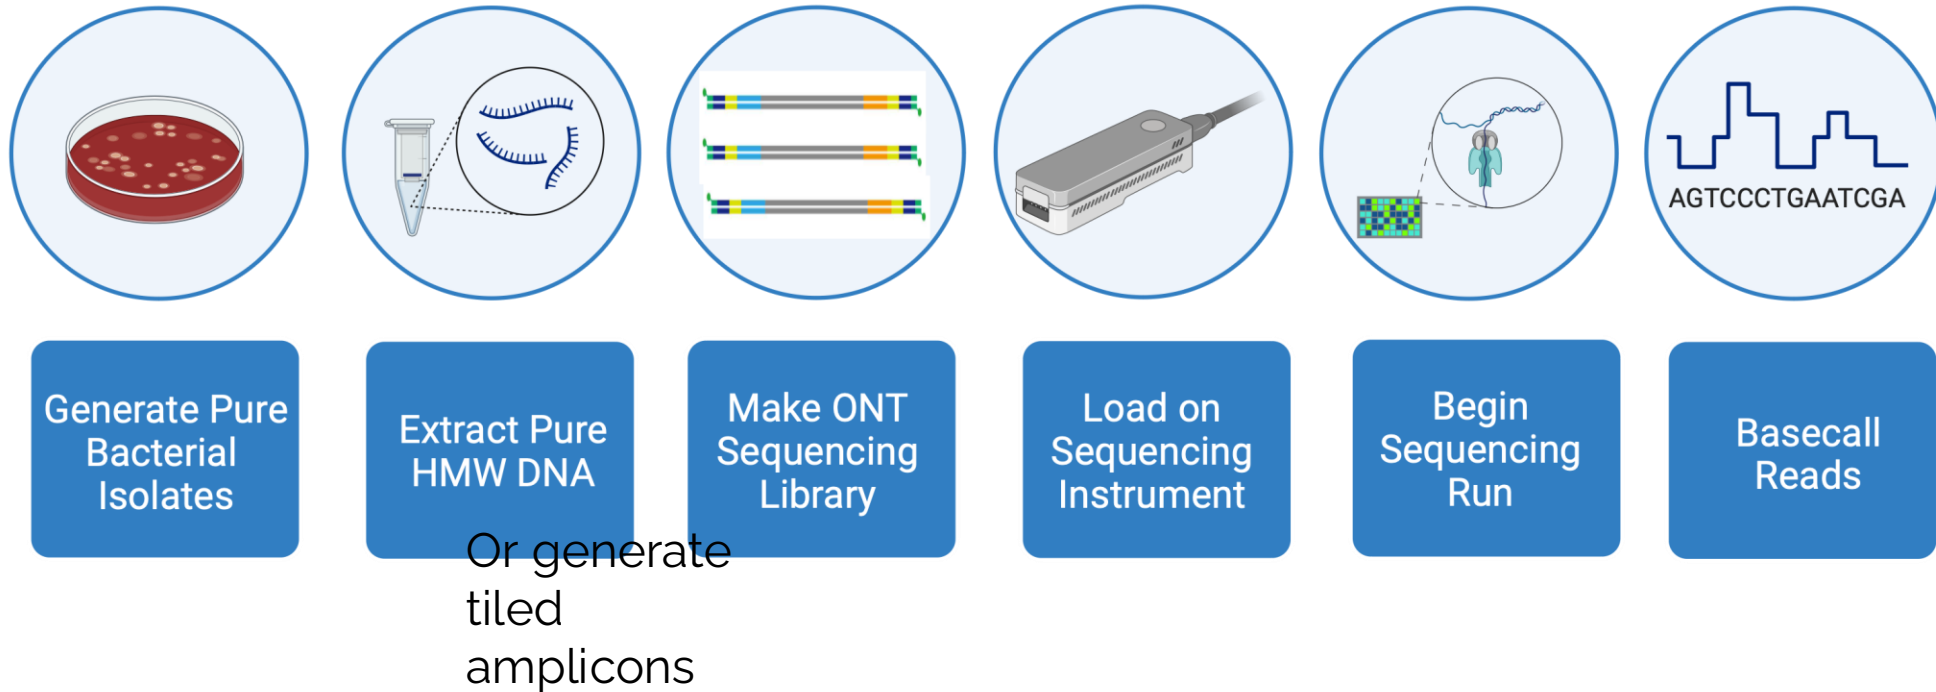 AGTCCCTGAATCGA
Generate Pure
Bacterial
Isolates
Extract Pure
HMW DNA
Or generate
tiled
amplicons
Make ONT
Sequencing
Library
Load on
Sequencing
Instrument
Begin
Sequencing
Run
Basecall
Reads